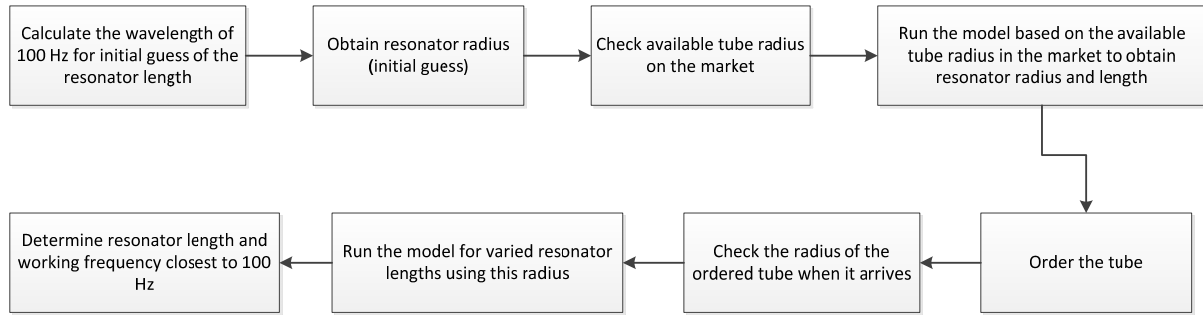 Calculate the wavelength of
100 Hz for initial guess of the
resonator length
Obtain resonator radius
(initial guess)
Check available tube radius
on the market
Run the model based on the available
tube radius in the market to obtain
resonator radius and length
Order the tube
Check the radius of the
ordered tube when it arrives
Run the model for varied resonator
lengths using this radius
Determine resonator length and
working frequency closest to 100
Hz